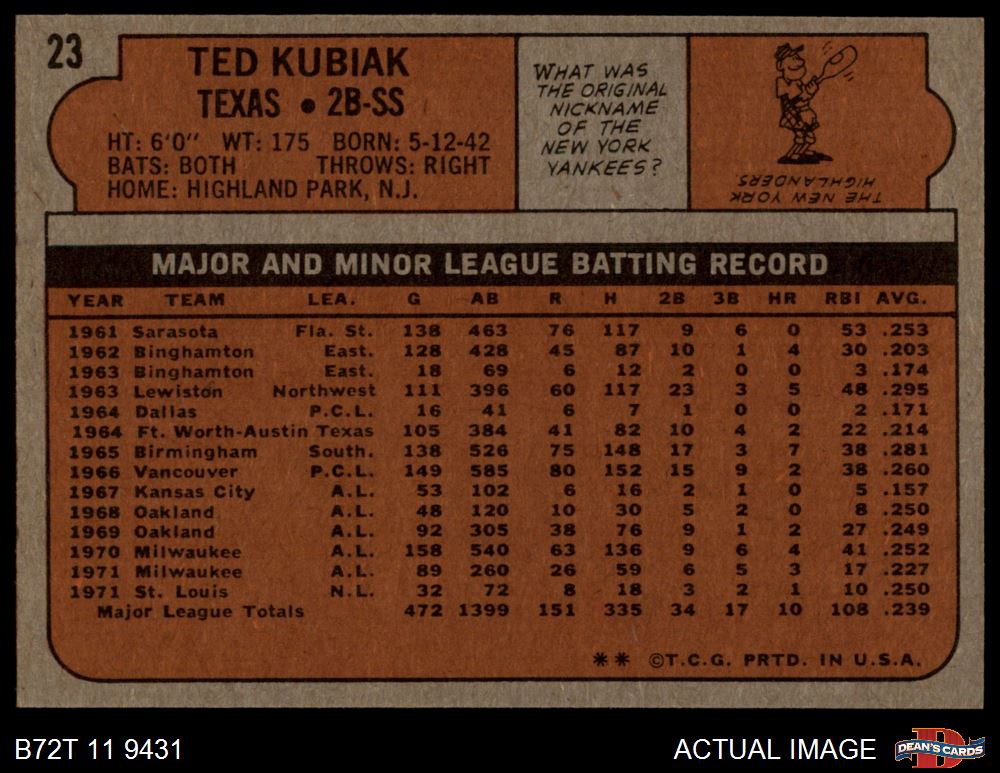 23
TED KUBIAK
TEXAS • 2B-SS
HT: 6'0" WT: 175 BORN: 5-12-42
BATS: BOTH THROWS: RIGHT
HOME: HIGHLAND PARK, N.J.
WHAT WAS
THE ORIGINAL
NICKNAME
OF THE
NEW YORK
YANKEES?
THE NEW YORK
HIGHLANDERS
MAJOR AND MINOR LEAGUE BATTING RECORD
YEAR TEAM LEA. G AB R H 2B 3B HR RBI AVG.
1961 Sarasota Fla. St. 138 463 76 117 9 6 0 53 .253
1962 Binghamton East. 128 428 45 87 10 1 4 30 .203
1963 Binghamton East. 18 69 6 12 2 0 0 3 .174
1963 Lewiston Northwest 111 396 60 117 23 3 5 48 .295
1964 Dallas P.C.L. 16 41 6 7 1 0 0 2 .171
1964 Ft. Worth-Austin Texas 105 384 41 82 10 4 2 22 .214
1965 Birmingham South. 138 526 75 148 17 3 7 38 .281
1966 Vancouver P.C.L. 149 585 80 152 15 9 2 38 .260
1967 Kansas City A.L. 53 102 6 16 2 1 0 5 .157
1968 Oakland A.L. 48 120 10 30 5 2 0 8 .250
1969 Oakland A.L. 92 305 38 76 9 1 2 27 .249
1970 Milwaukee A.L. 158 540 63 136 9 6 4 41 .252
1971 Milwaukee A.L. 89 260 26 59 6 5 3 17 .227
1971 St. Louis N.L. 32 72 8 18 3 2 1 10 .250
Major League Totals 472 1399 151 335 34 17 10 108 .239
** ©T.C.G. PRTD. IN U.S.A.
B72T 11 9431
ACTUAL IMAGE
D
DEAN'S CARDS